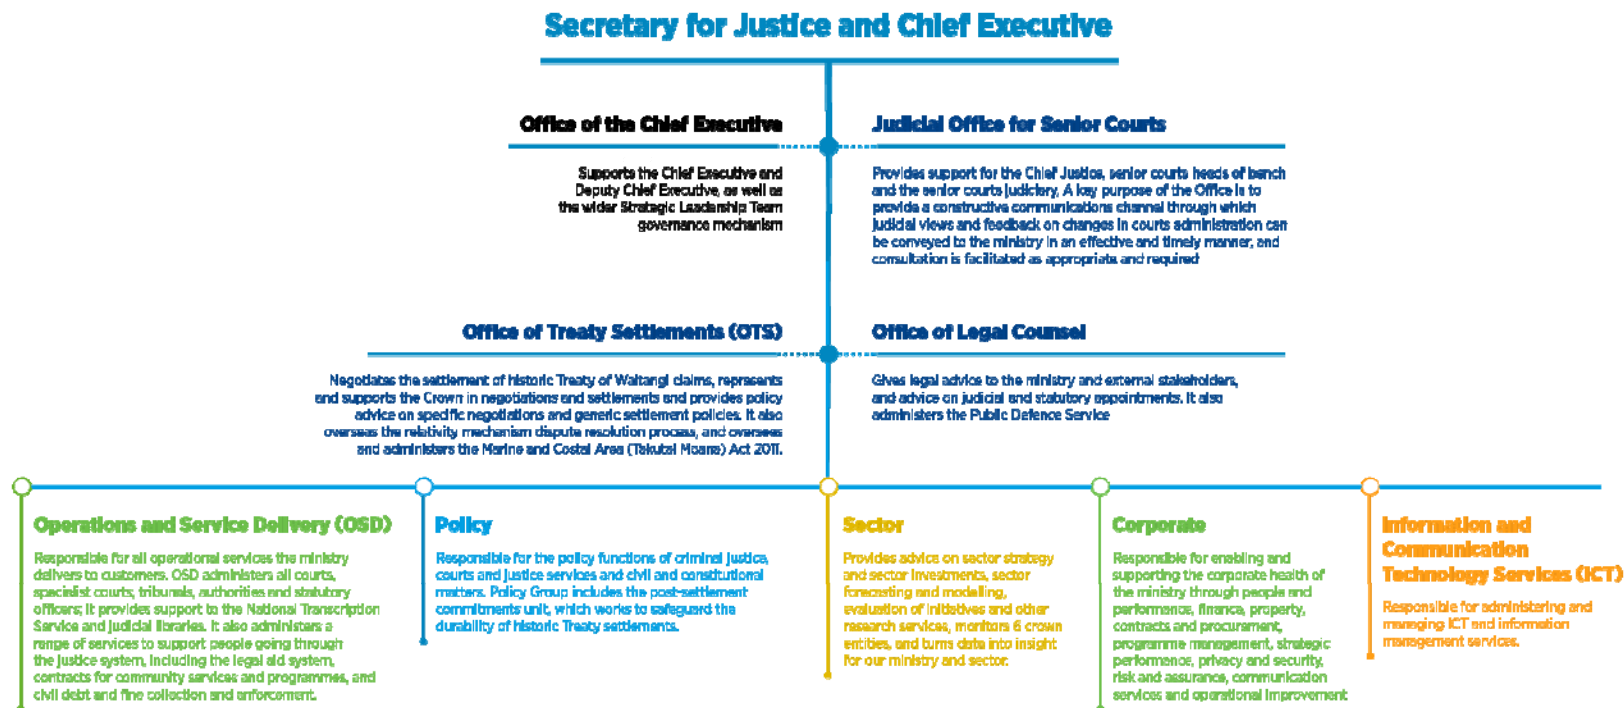 Secretary for Justice and Chief Executive
Office of the Chief Executive
Supports the Chief Executive and
Deputy Chief Executive, as well as
the wider Strategic Leadership Team
governance mechanism
Judicial Office for Senior Courts
Provides support for the Chief Justice, senior courts heads of bench
and the senior courts judiciary. A key purpose of the Office is to
provide a constructive communications channel through which
judicial views and feedback on changes in courts administration can
be conveyed to the ministry in an effective and timely manner, and
consultation is facilitated as appropriate and required
Office of Treaty Settlements (OTS)
Negotiates the settlement of historic Treaty of Waitangi claims, represents
and supports the Crown in negotiations and settlements and provides policy
advice on specific negotiations and generic settlement policies. It also
oversees the relativity mechanism dispute resolution process, and oversees
and administers the Marine and Costal Area (Takutai Moana) Act 2011.
Office of Legal Counsel
Gives legal advice to the ministry and external stakeholders,
and advice on judicial and statutory appointments. It also
administers the Public Defence Service
Operations and Service Delivery (OSD)
Responsible for all operational services the ministry
delivers to customers. OSD administers all courts,
specialist courts, tribunals, authorities and statutory
officers; it provides support to the National Transcription
Service and judicial libraries. It also administers a
range of services to support people going through
the justice system, including the legal aid system,
contracts for community services and programmes, and
civil debt and fine collection and enforcement.
Policy
Responsible for the policy functions of criminal justice,
courts and justice services and civil and constitutional
matters. Policy Group includes the post-settlement
commitments unit, which works to safeguard the
durability of historic Treaty settlements.
Sector
Provides advice on sector strategy
and sector investments, sector
forecasting and modelling,
evaluation of initiatives and other
research services, monitors 6 crown
entities, and turns data into insight
for our ministry and sector.
Corporate
Responsible for enabling and
supporting the corporate health of
the ministry through people and
performance, finance, property,
contracts and procurement,
programme management, strategic
performance, privacy and security,
risk and assurance, communication
services and operational improvement
Information and
Communication
Technology Services (ICT)
Responsible for administering and
managing ICT and information
management services.